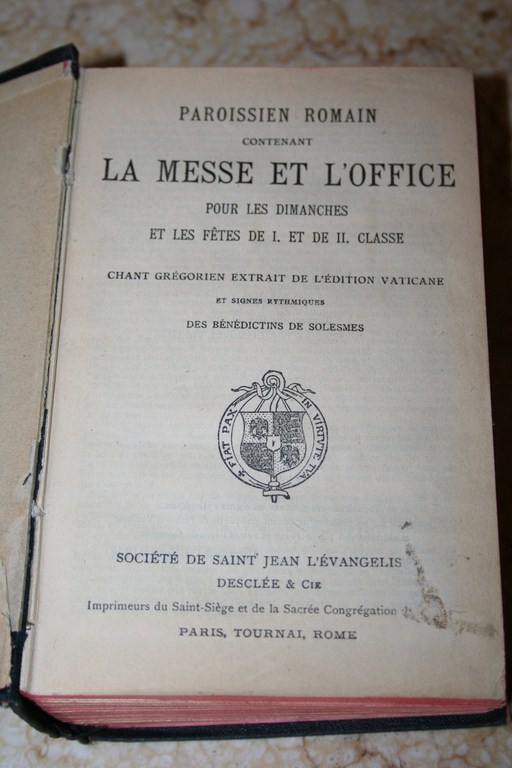 PAROISSIEN ROMAIN
CONTENANT
LA MESSE ET L'OFFICE
POUR LES DIMANCHES
ET LES FÊTES DE I. ET DE II. CLASSE
CHANT GRÉGORIEN EXTRAIT DE L'ÉDITION VATICANE
ET SIGNES RYTHMIQUES
DES BÉNÉDICTINS DE SOLESMES
✠ FIAT PAX IN VIRTVTE TVA
SOCIÉTÉ DE SAINT JEAN L'ÉVANGELIS
DESCLÉE & CIE
Imprimeurs du Saint-Siège et de la Sacrée Congrégation
PARIS, TOURNAI, ROME